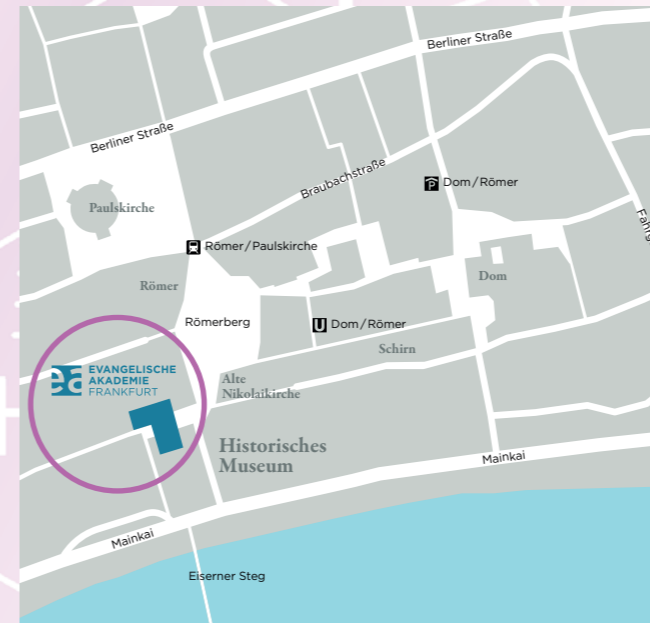 Berliner Straße
Berliner Straße
Braubachstraße
P Dom/Römer
Paulskirche
Römer/Paulskirche
Dom
Römer
Römerberg
U Dom/Römer
Schirn
EVANGELISCHE
AKADEMIE
FRANKFURT
Alte
Nikolaikirche
Historisches
Museum
Mainkai
Mainkai
Eiserner Steg